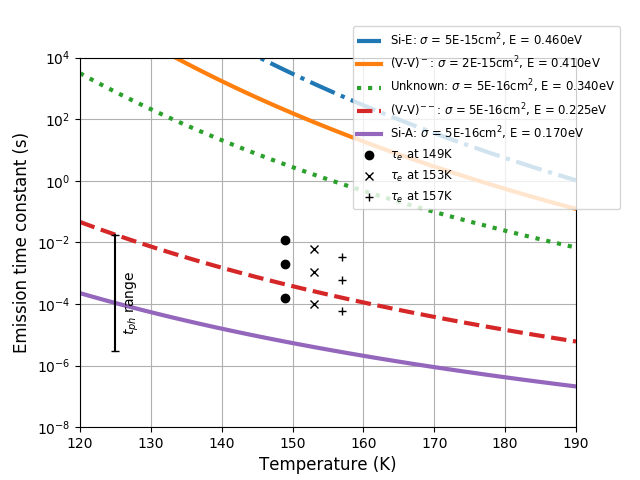 Si-E: σ = 5E-15cm², E = 0.460eV
(V-V)⁻: σ = 2E-15cm², E = 0.410eV
Unknown: σ = 5E-16cm², E = 0.340eV
(V-V)⁻⁻: σ = 5E-16cm², E = 0.225eV
Si-A: σ = 5E-16cm², E = 0.170eV
τₑ at 149K
τₑ at 153K
τₑ at 157K
Emission time constant (s)
10⁴
10²
10⁰
10⁻²
10⁻⁴
10⁻⁶
10⁻⁸
t_ph range
120 130 140 150 160 170 180 190
Temperature (K)